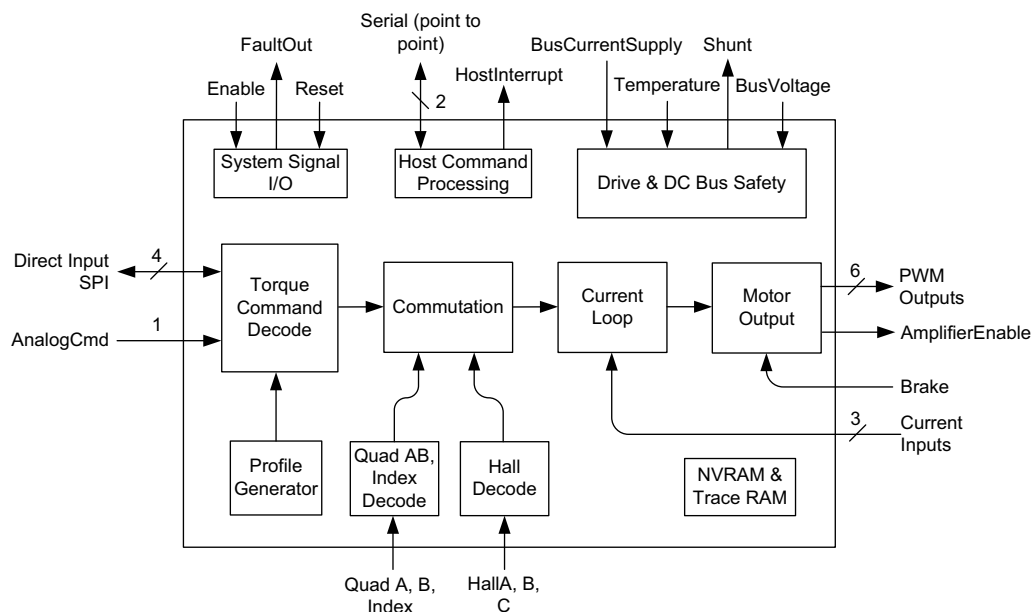 Serial (point to
point)
FaultOut
BusCurrentSupply
Shunt
HostInterrupt
Enable
Reset
2
Temperature
BusVoltage
System Signal
I/O
Host Command
Processing
Drive & DC Bus Safety
Direct Input
SPI
4
Torque
Command
Decode
Commutation
Current
Loop
Motor
Output
6
PWM
Outputs
AnalogCmd
1
AmplifierEnable
Brake
3
Current
Inputs
Profile
Generator
Quad AB,
Index
Decode
Hall
Decode
NVRAM &
Trace RAM
Quad A, B,
Index
HallA, B,
C